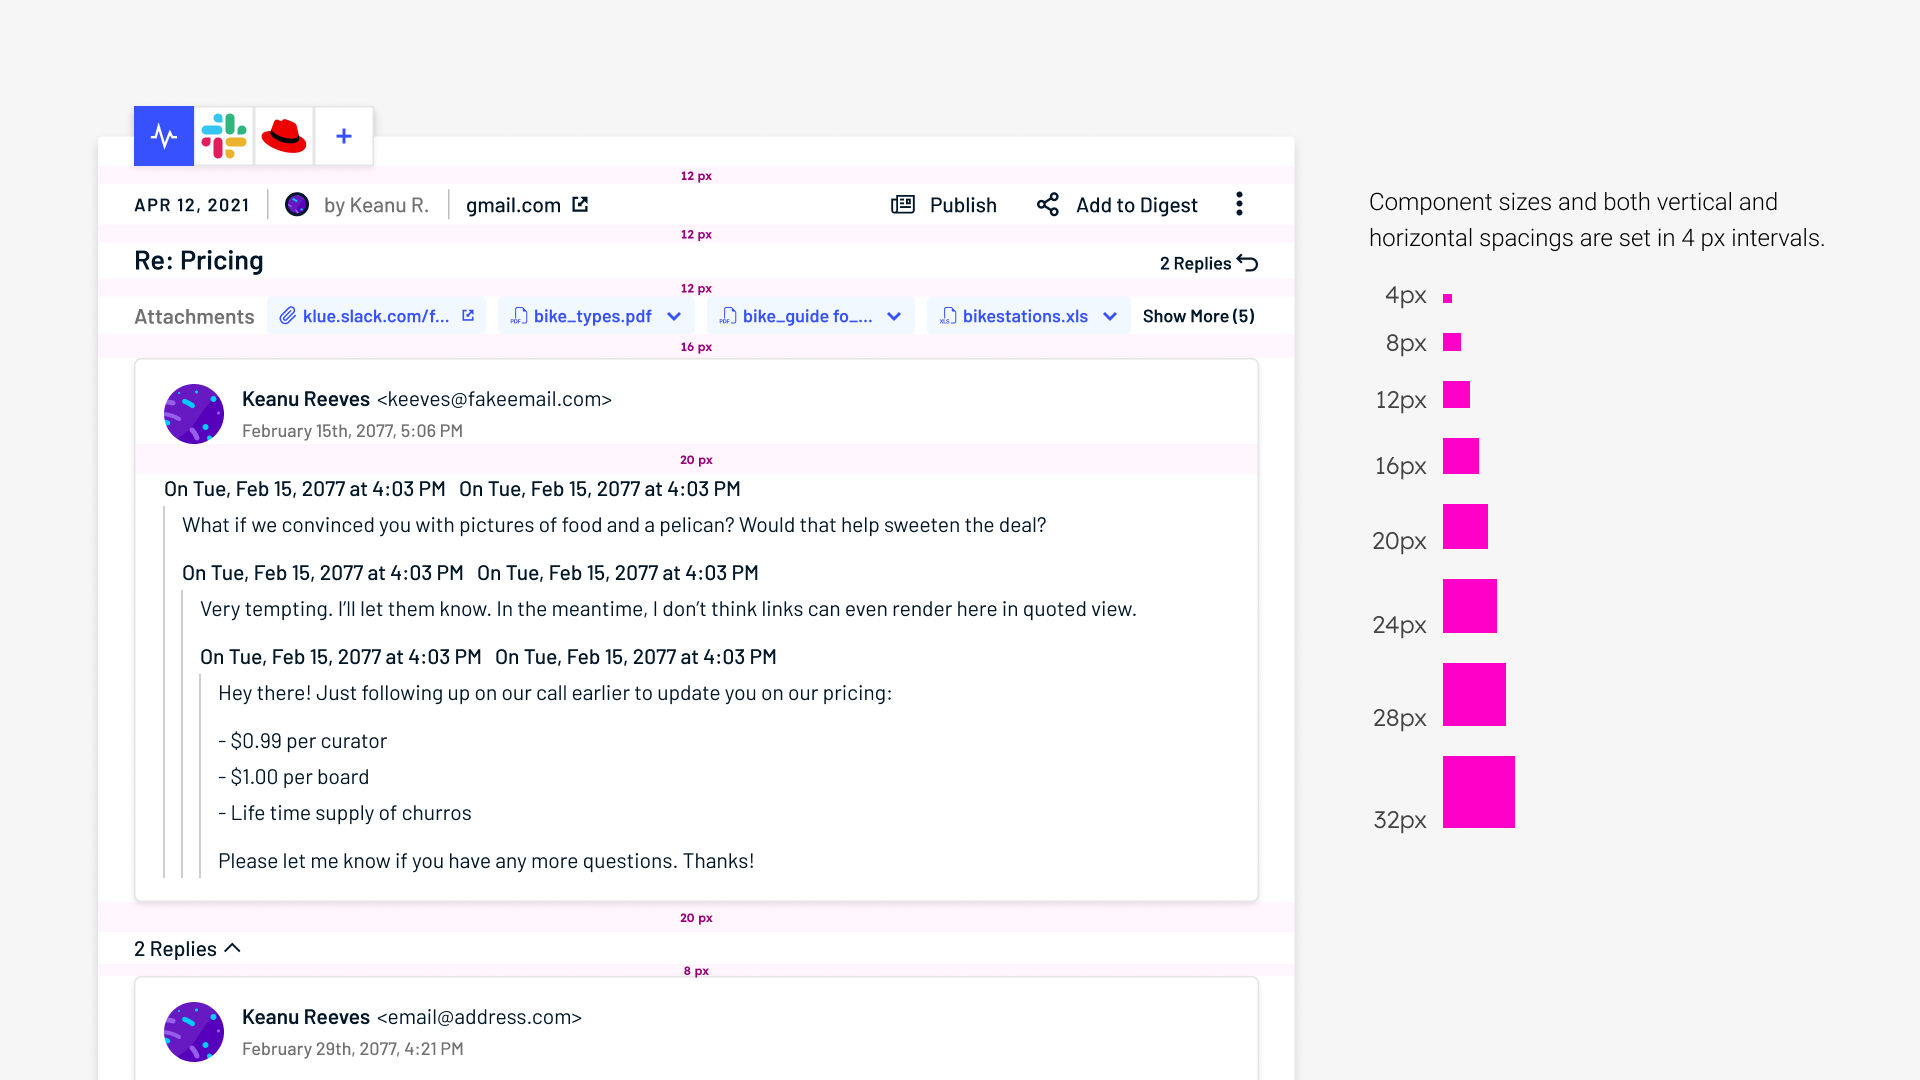 12 px
APR 12, 2021 by Keanu R. gmail.com Publish Add to Digest
12 px
Re: Pricing 2 Replies
12 px
Attachments klue.slack.com/f... bike_types.pdf bike_guide fo_... bikestations.xls Show More (5)
16 px
Keanu Reeves <keeves@fakeemail.com>
February 15th, 2077, 5:06 PM
20 px
On Tue, Feb 15, 2077 at 4:03 PM On Tue, Feb 15, 2077 at 4:03 PM
What if we convinced you with pictures of food and a pelican? Would that help sweeten the deal?
On Tue, Feb 15, 2077 at 4:03 PM On Tue, Feb 15, 2077 at 4:03 PM
Very tempting. I’ll let them know. In the meantime, I don’t think links can even render here in quoted view.
On Tue, Feb 15, 2077 at 4:03 PM On Tue, Feb 15, 2077 at 4:03 PM
Hey there! Just following up on our call earlier to update you on our pricing:
- $0.99 per curator
- $1.00 per board
- Life time supply of churros
Please let me know if you have any more questions. Thanks!
20 px
2 Replies
8 px
Keanu Reeves <email@address.com>
February 29th, 2077, 4:21 PM
Component sizes and both vertical and
horizontal spacings are set in 4 px intervals.
4px
8px
12px
16px
20px
24px
28px
32px